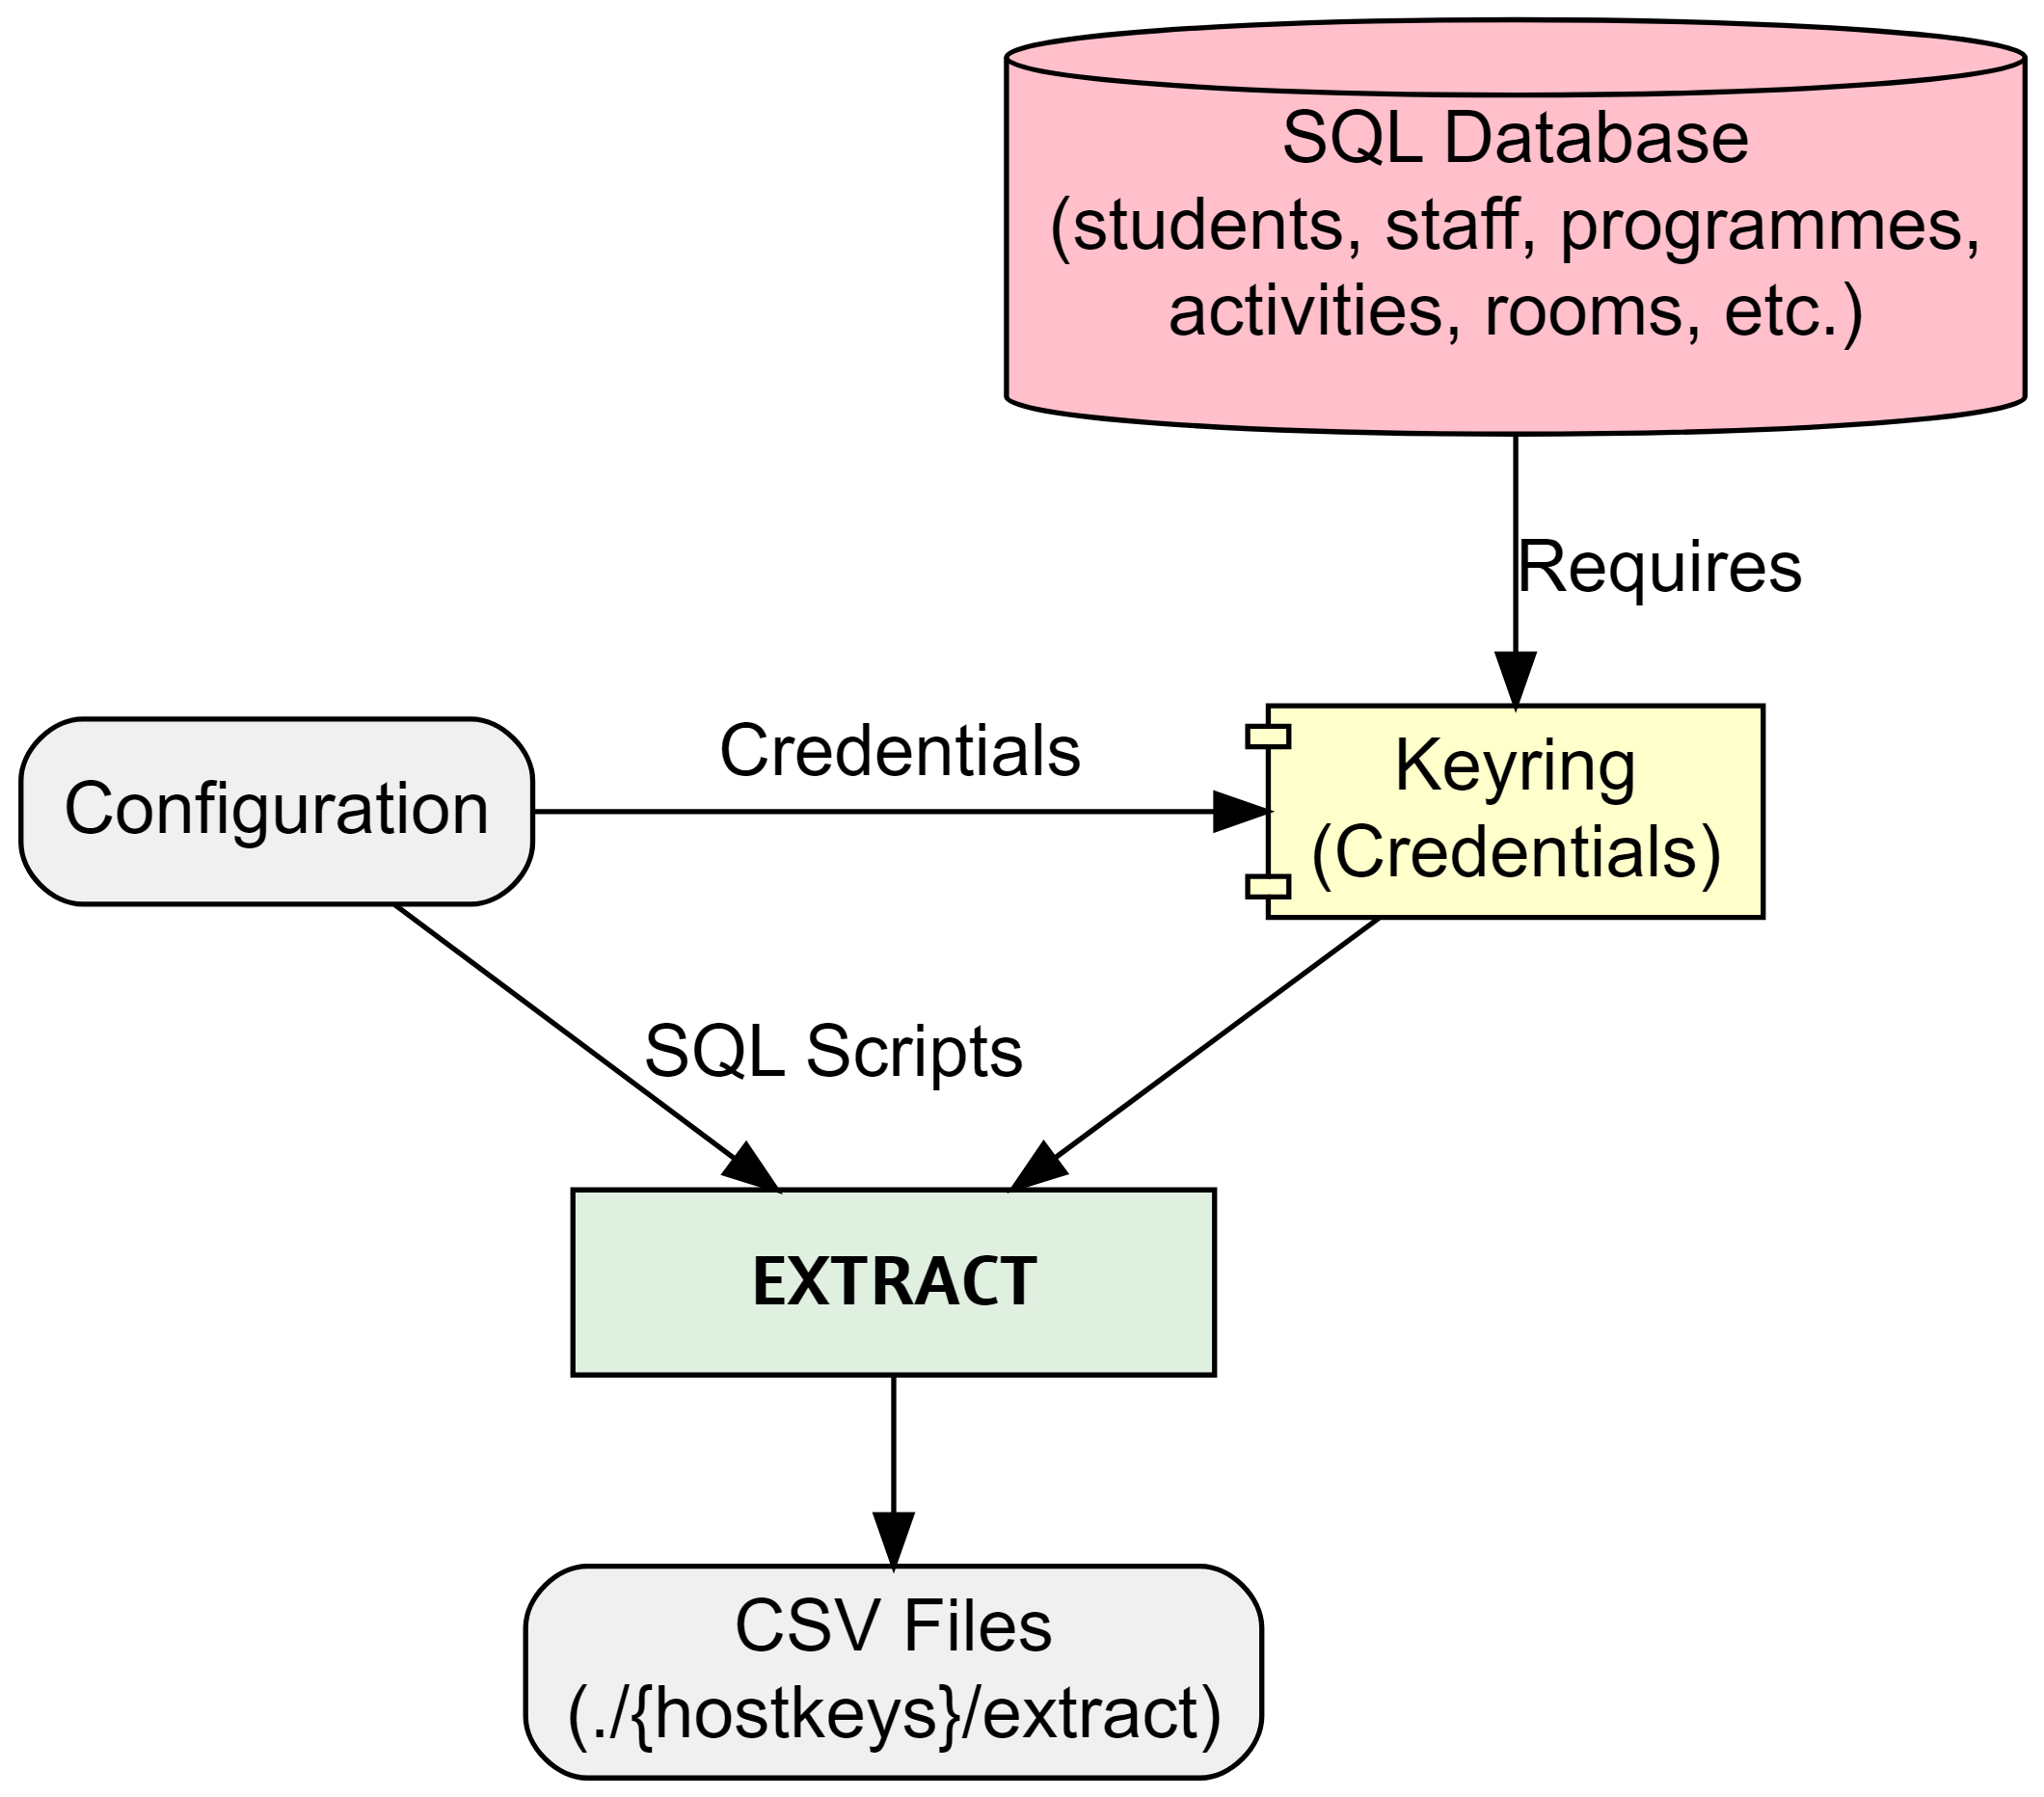 SQL Database
(students, staff, programmes,
activities, rooms, etc.)
Requires
Credentials
Configuration
Keyring
(Credentials)
SQL Scripts
EXTRACT
CSV Files
(./{hostkeys}/extract)